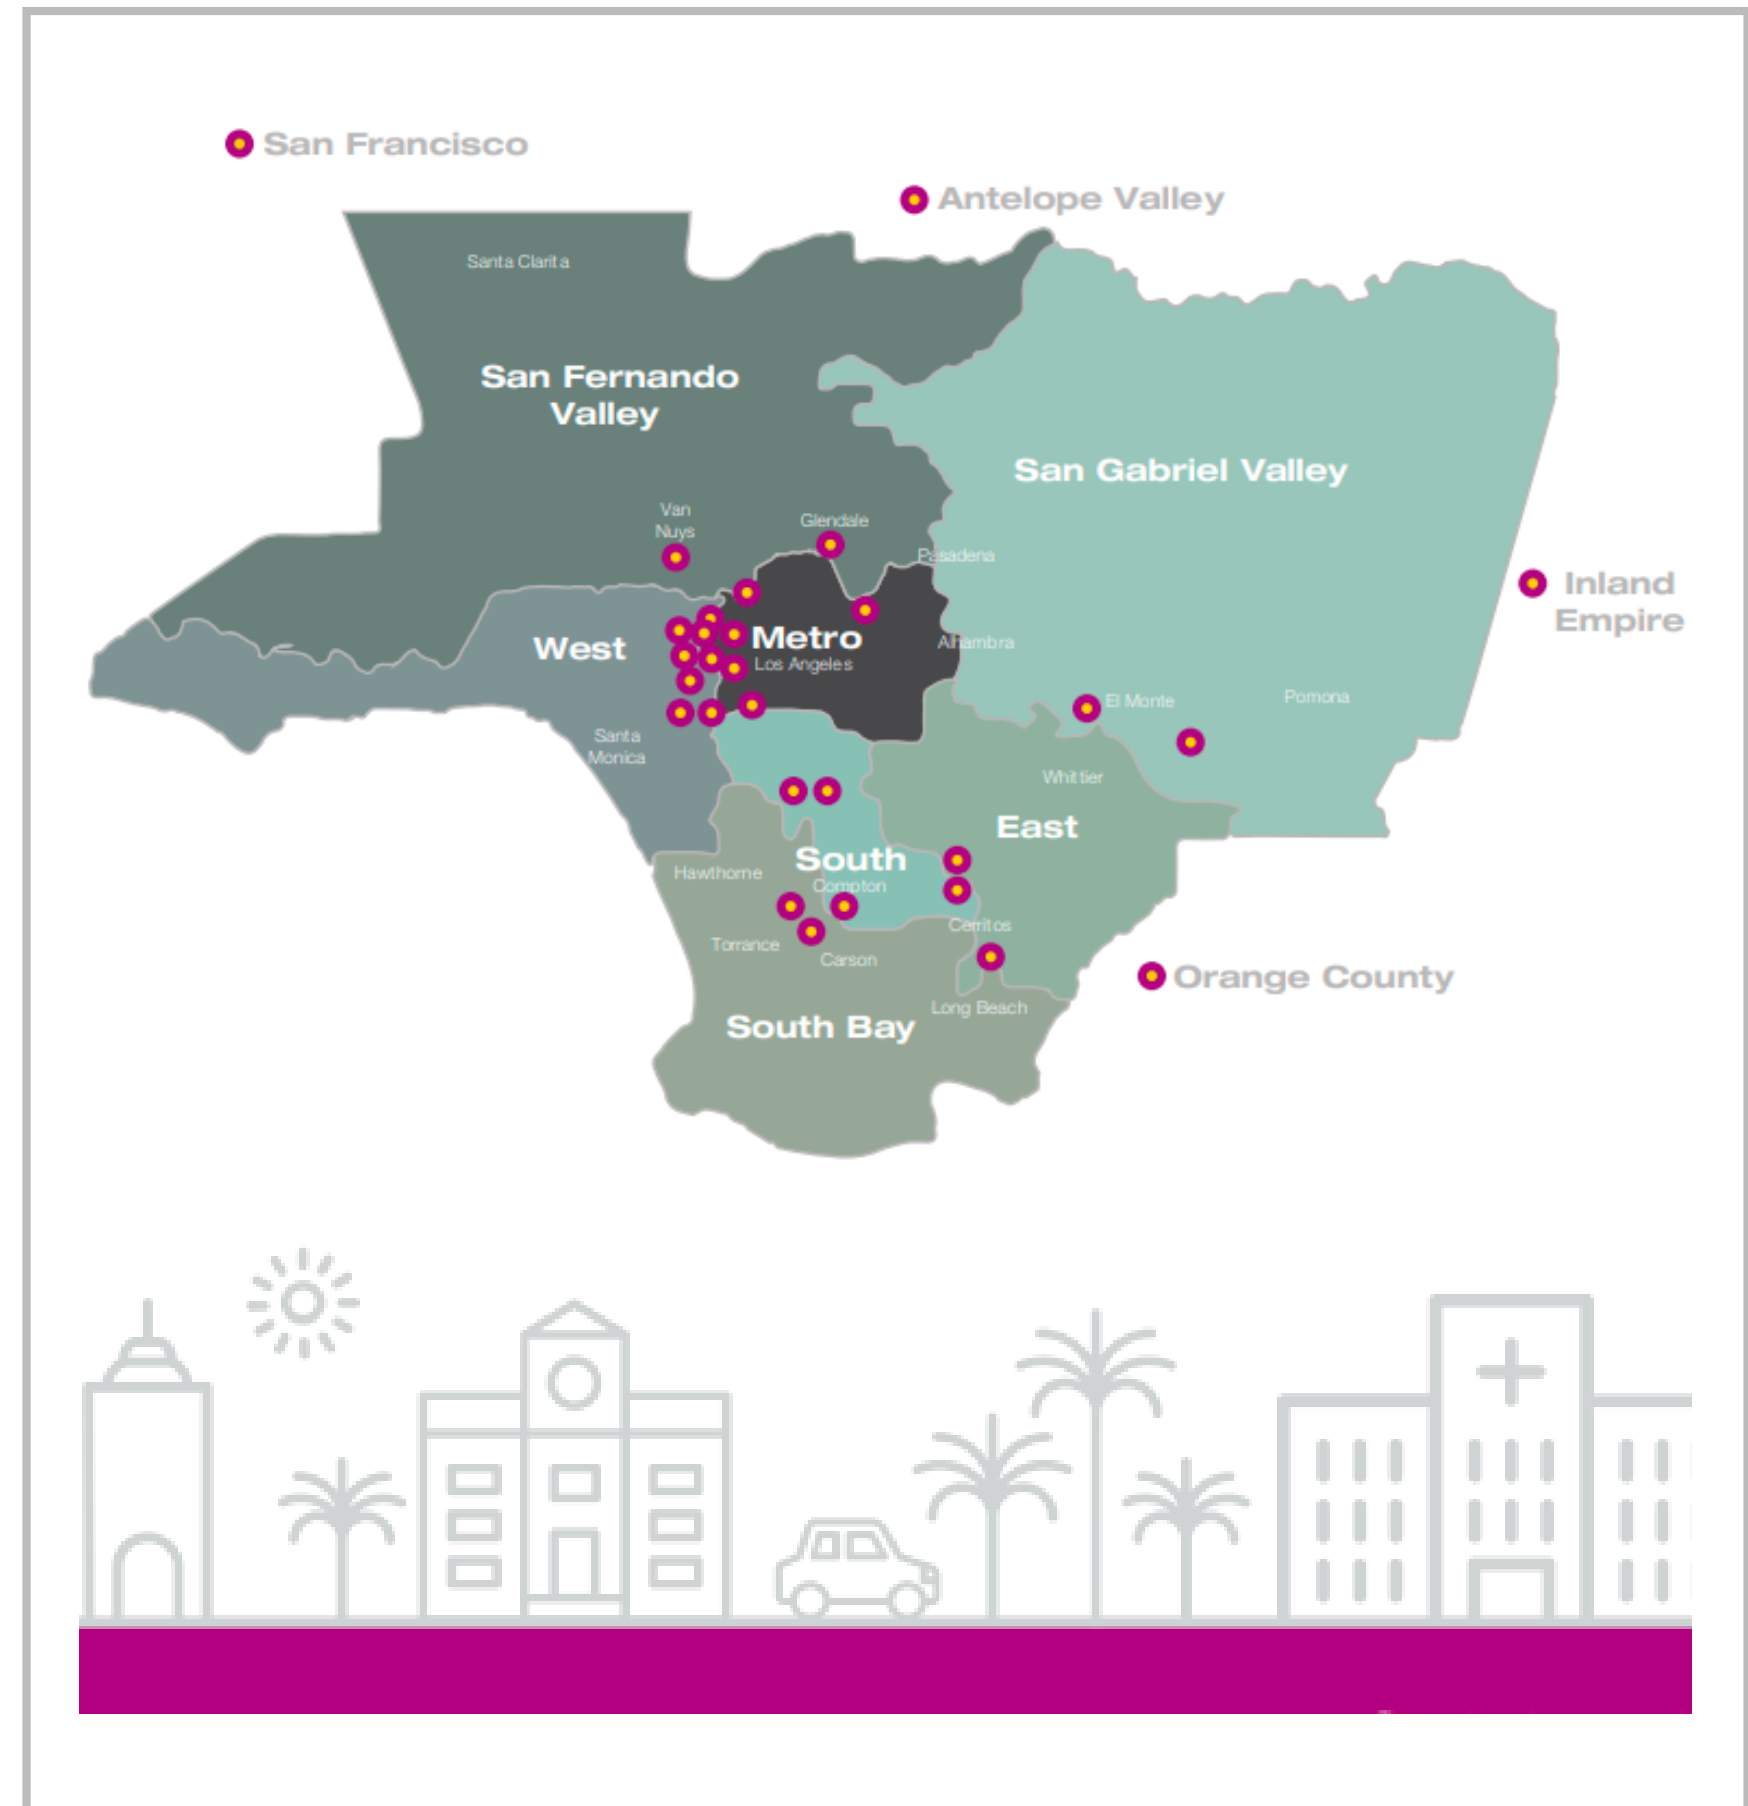 San Francisco
Antelope Valley
Santa Clarita
San Fernando
Valley
San Gabriel Valley
Van
Nuys
Glendale
Pasadena
Inland
Empire
West
Metro
Los Angeles
Alhambra
El Monte
Pomona
Santa
Monica
Whittier
East
South
Compton
Hawthorne
Cerritos
Torrance
Carson
Orange County
Long Beach
South Bay